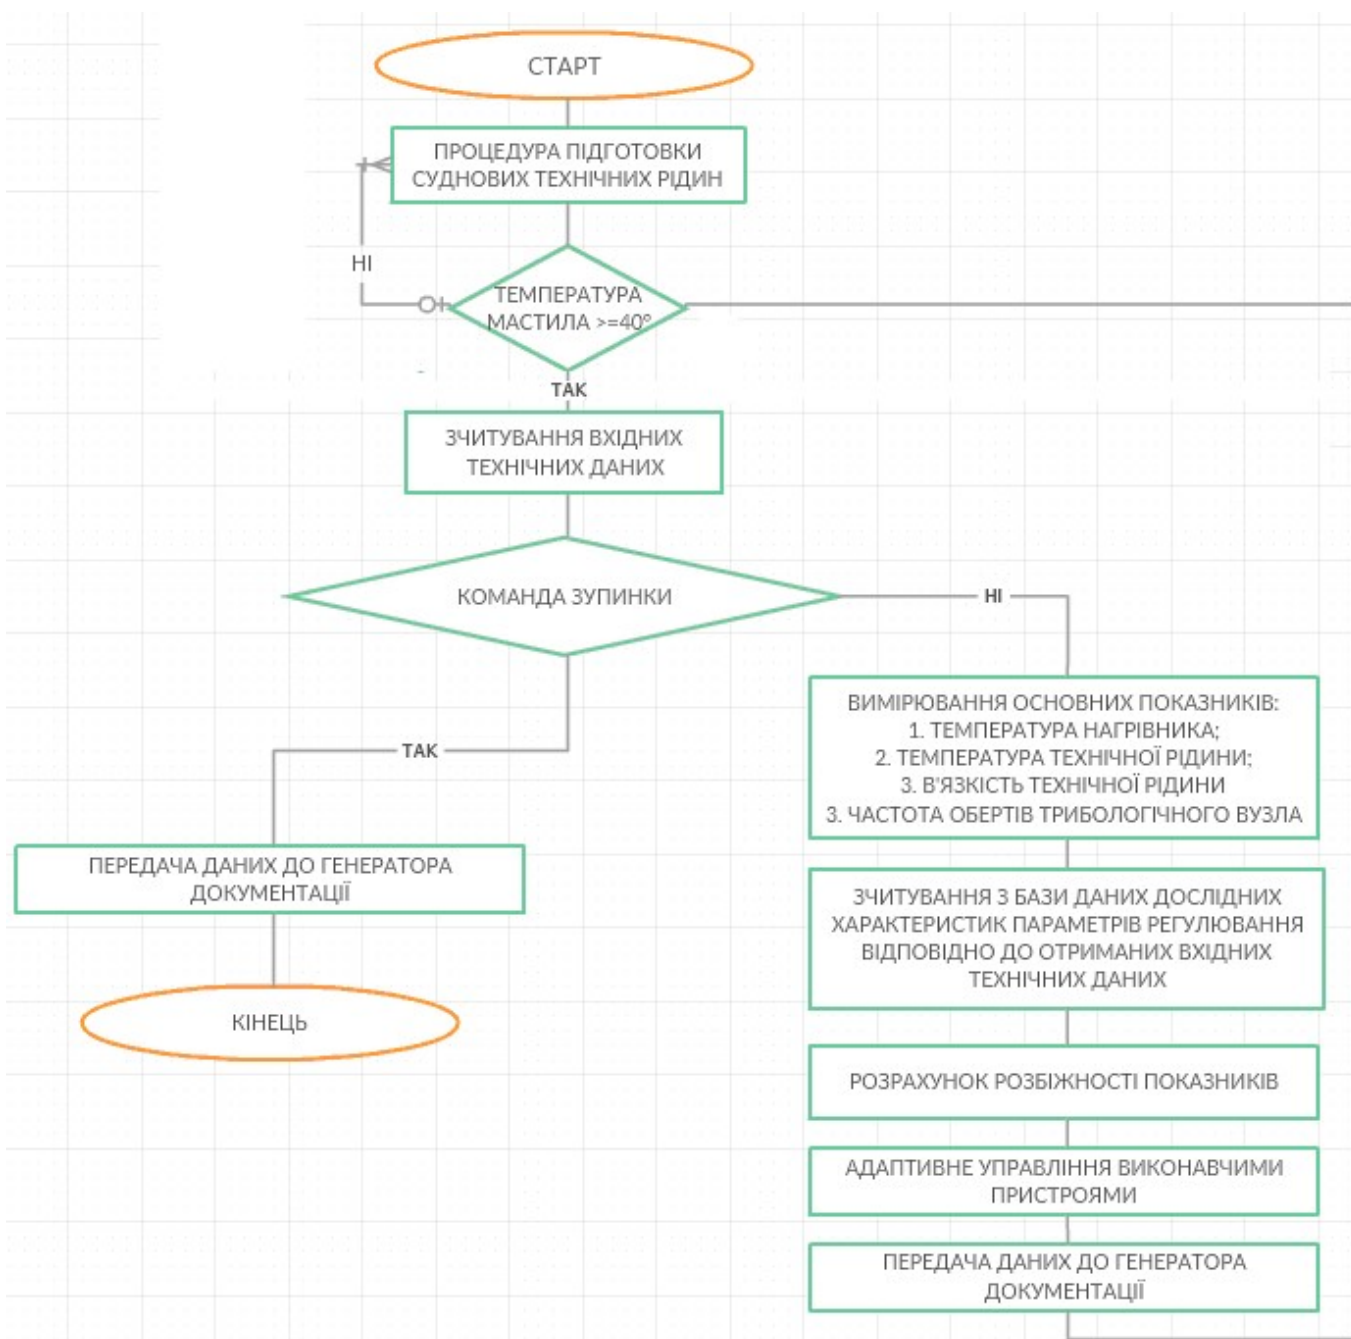 СТАРТ
ПРОЦЕДУРА ПІДГОТОВКИ
СУДНОВИХ ТЕХНІЧНИХ РІДИН
НІ
ТЕМПЕРАТУРА
МАСТИЛА >=40°
ТАК
ЗЧИТУВАННЯ ВХІДНИХ
ТЕХНІЧНИХ ДАНИХ
КОМАНДА ЗУПИНКИ
НІ
ТАК
ПЕРЕДАЧА ДАНИХ ДО ГЕНЕРАТОРА
ДОКУМЕНТАЦІЇ
КІНЕЦЬ
ВИМІРЮВАННЯ ОСНОВНИХ ПОКАЗНИКІВ:
1. ТЕМПЕРАТУРА НАГРІВНИКА;
2. ТЕМПЕРАТУРА ТЕХНІЧНОЇ РІДИНИ;
3. В'ЯЗКІСТЬ ТЕХНІЧНОЇ РІДИНИ
3. ЧАСТОТА ОБЕРТІВ ТРИБОЛОГІЧНОГО ВУЗЛА
ЗЧИТУВАННЯ З БАЗИ ДАНИХ ДОСЛІДНИХ
ХАРАКТЕРИСТИК ПАРАМЕТРІВ РЕГУЛЮВАННЯ
ВІДПОВІДНО ДО ОТРИМАНИХ ВХІДНИХ
ТЕХНІЧНИХ ДАНИХ
РОЗРАХУНОК РОЗБІЖНОСТІ ПОКАЗНИКІВ
АДАПТИВНЕ УПРАВЛІННЯ ВИКОНАВЧИМИ
ПРИСТРОЯМИ
ПЕРЕДАЧА ДАНИХ ДО ГЕНЕРАТОРА
ДОКУМЕНТАЦІЇ